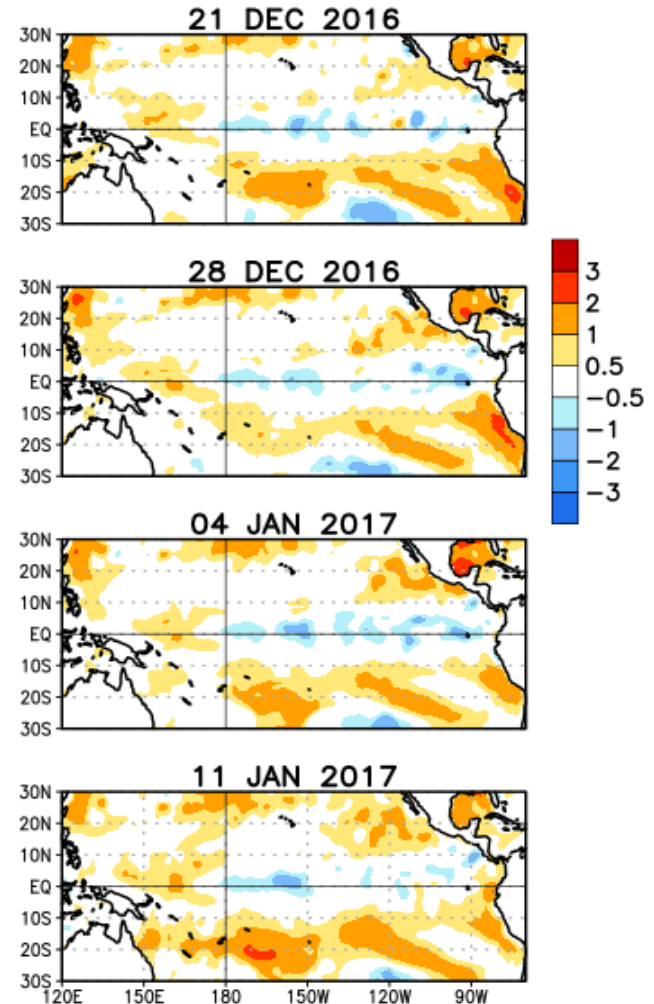 21 DEC 2016
30N
20N
10N
EQ
10S
20S
30S
28 DEC 2016
30N
20N
10N
EQ
10S
20S
30S
3
2
1
0.5
-0.5
-1
-2
-3
04 JAN 2017
30N
20N
10N
EQ
10S
20S
30S
11 JAN 2017
30N
20N
10N
EQ
10S
20S
30S
120E 150E 180 150W 120W 90W